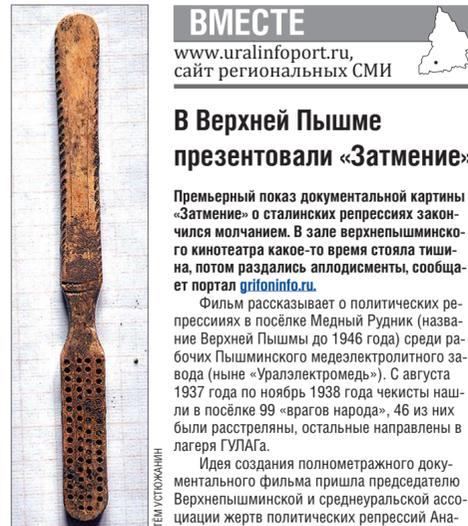 ВМЕСТЕ
www.uralinfoport.ru,
сайт региональных СМИ
В Верхней Пышме
презентовали «Затмение»
Премьерный показ документальной картины
«Затмение» о сталинских репрессиях закон-
чился молчанием. В зале верхнепышминско-
го кинотеатра какое-то время стояла тиши-
на, потом раздались аплодисменты, сообща-
ет портал grifoninfo.ru.
Фильм рассказывает о политических ре-
прессииях в посёлке Медный Рудник (назва-
ние Верхней Пышмы до 1946 года) среди ра-
бочих Пышминского медеэлектролитного за-
вода (ныне «Уралэлектромедь»). С августа
1937 года по ноябрь 1938 года чекисты наш-
ли в посёлке 99 «врагов народа», 46 из них
были расстреляны, остальные направлены в
лагеря ГУЛАГа.
Идея создания полнометражного доку-
ментального фильма пришла председателю
Верхнепышминской и среднеуральской ассо-
циации жертв политических репрессий Ана-
ТЁМ УСТЮЖАНИН